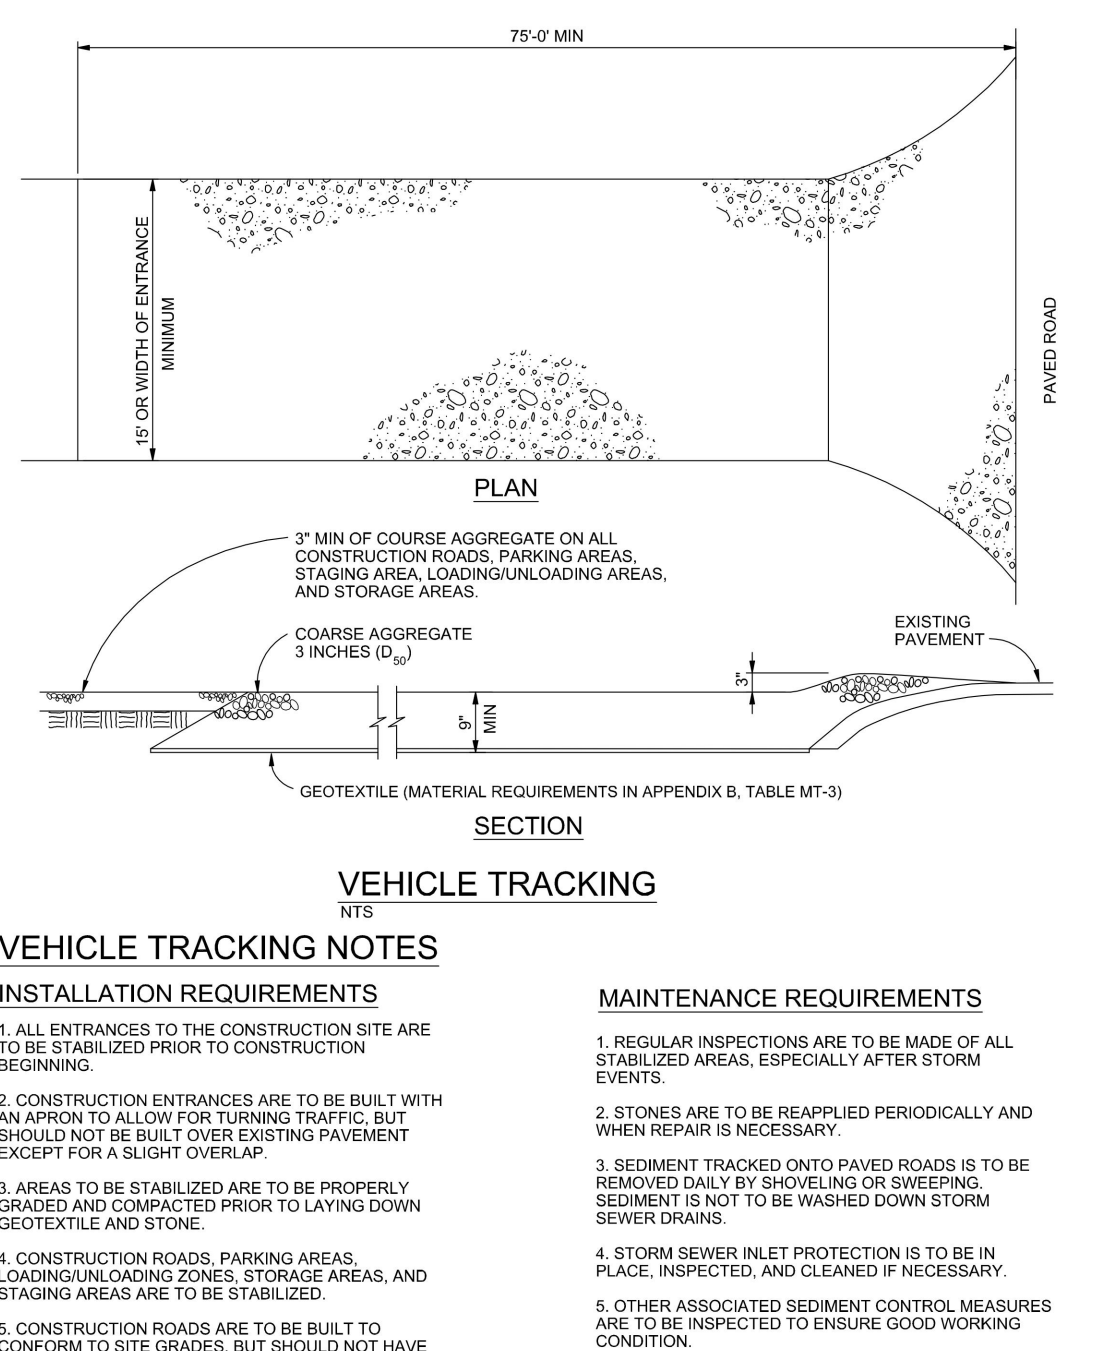 75'-0' MIN
15' OR WIDTH OF ENTRANCE
MINIMUM
PAVED ROAD
PLAN
3" MIN OF COURSE AGGREGATE ON ALL
CONSTRUCTION ROADS, PARKING AREAS,
STAGING AREA, LOADING/UNLOADING AREAS,
AND STORAGE AREAS.
COARSE AGGREGATE
3 INCHES (D50)
EXISTING
PAVEMENT
3"
9"
MIN
GEOTEXTILE (MATERIAL REQUIREMENTS IN APPENDIX B, TABLE MT-3)
SECTION
VEHICLE TRACKING
NTS
VEHICLE TRACKING NOTES
INSTALLATION REQUIREMENTS
1. ALL ENTRANCES TO THE CONSTRUCTION SITE ARE
TO BE STABILIZED PRIOR TO CONSTRUCTION
BEGINNING.
2. CONSTRUCTION ENTRANCES ARE TO BE BUILT WITH
AN APRON TO ALLOW FOR TURNING TRAFFIC, BUT
SHOULD NOT BE BUILT OVER EXISTING PAVEMENT
EXCEPT FOR A SLIGHT OVERLAP.
3. AREAS TO BE STABILIZED ARE TO BE PROPERLY
GRADED AND COMPACTED PRIOR TO LAYING DOWN
GEOTEXTILE AND STONE.
4. CONSTRUCTION ROADS, PARKING AREAS,
LOADING/UNLOADING ZONES, STORAGE AREAS, AND
STAGING AREAS ARE TO BE STABILIZED.
5. CONSTRUCTION ROADS ARE TO BE BUILT TO
CONFORM TO SITE GRADES, BUT SHOULD NOT HAVE
MAINTENANCE REQUIREMENTS
1. REGULAR INSPECTIONS ARE TO BE MADE OF ALL
STABILIZED AREAS, ESPECIALLY AFTER STORM
EVENTS.
2. STONES ARE TO BE REAPPLIED PERIODICALLY AND
WHEN REPAIR IS NECESSARY.
3. SEDIMENT TRACKED ONTO PAVED ROADS IS TO BE
REMOVED DAILY BY SHOVELING OR SWEEPING.
SEDIMENT IS NOT TO BE WASHED DOWN STORM
SEWER DRAINS.
4. STORM SEWER INLET PROTECTION IS TO BE IN
PLACE, INSPECTED, AND CLEANED IF NECESSARY.
5. OTHER ASSOCIATED SEDIMENT CONTROL MEASURES
ARE TO BE INSPECTED TO ENSURE GOOD WORKING
CONDITION.